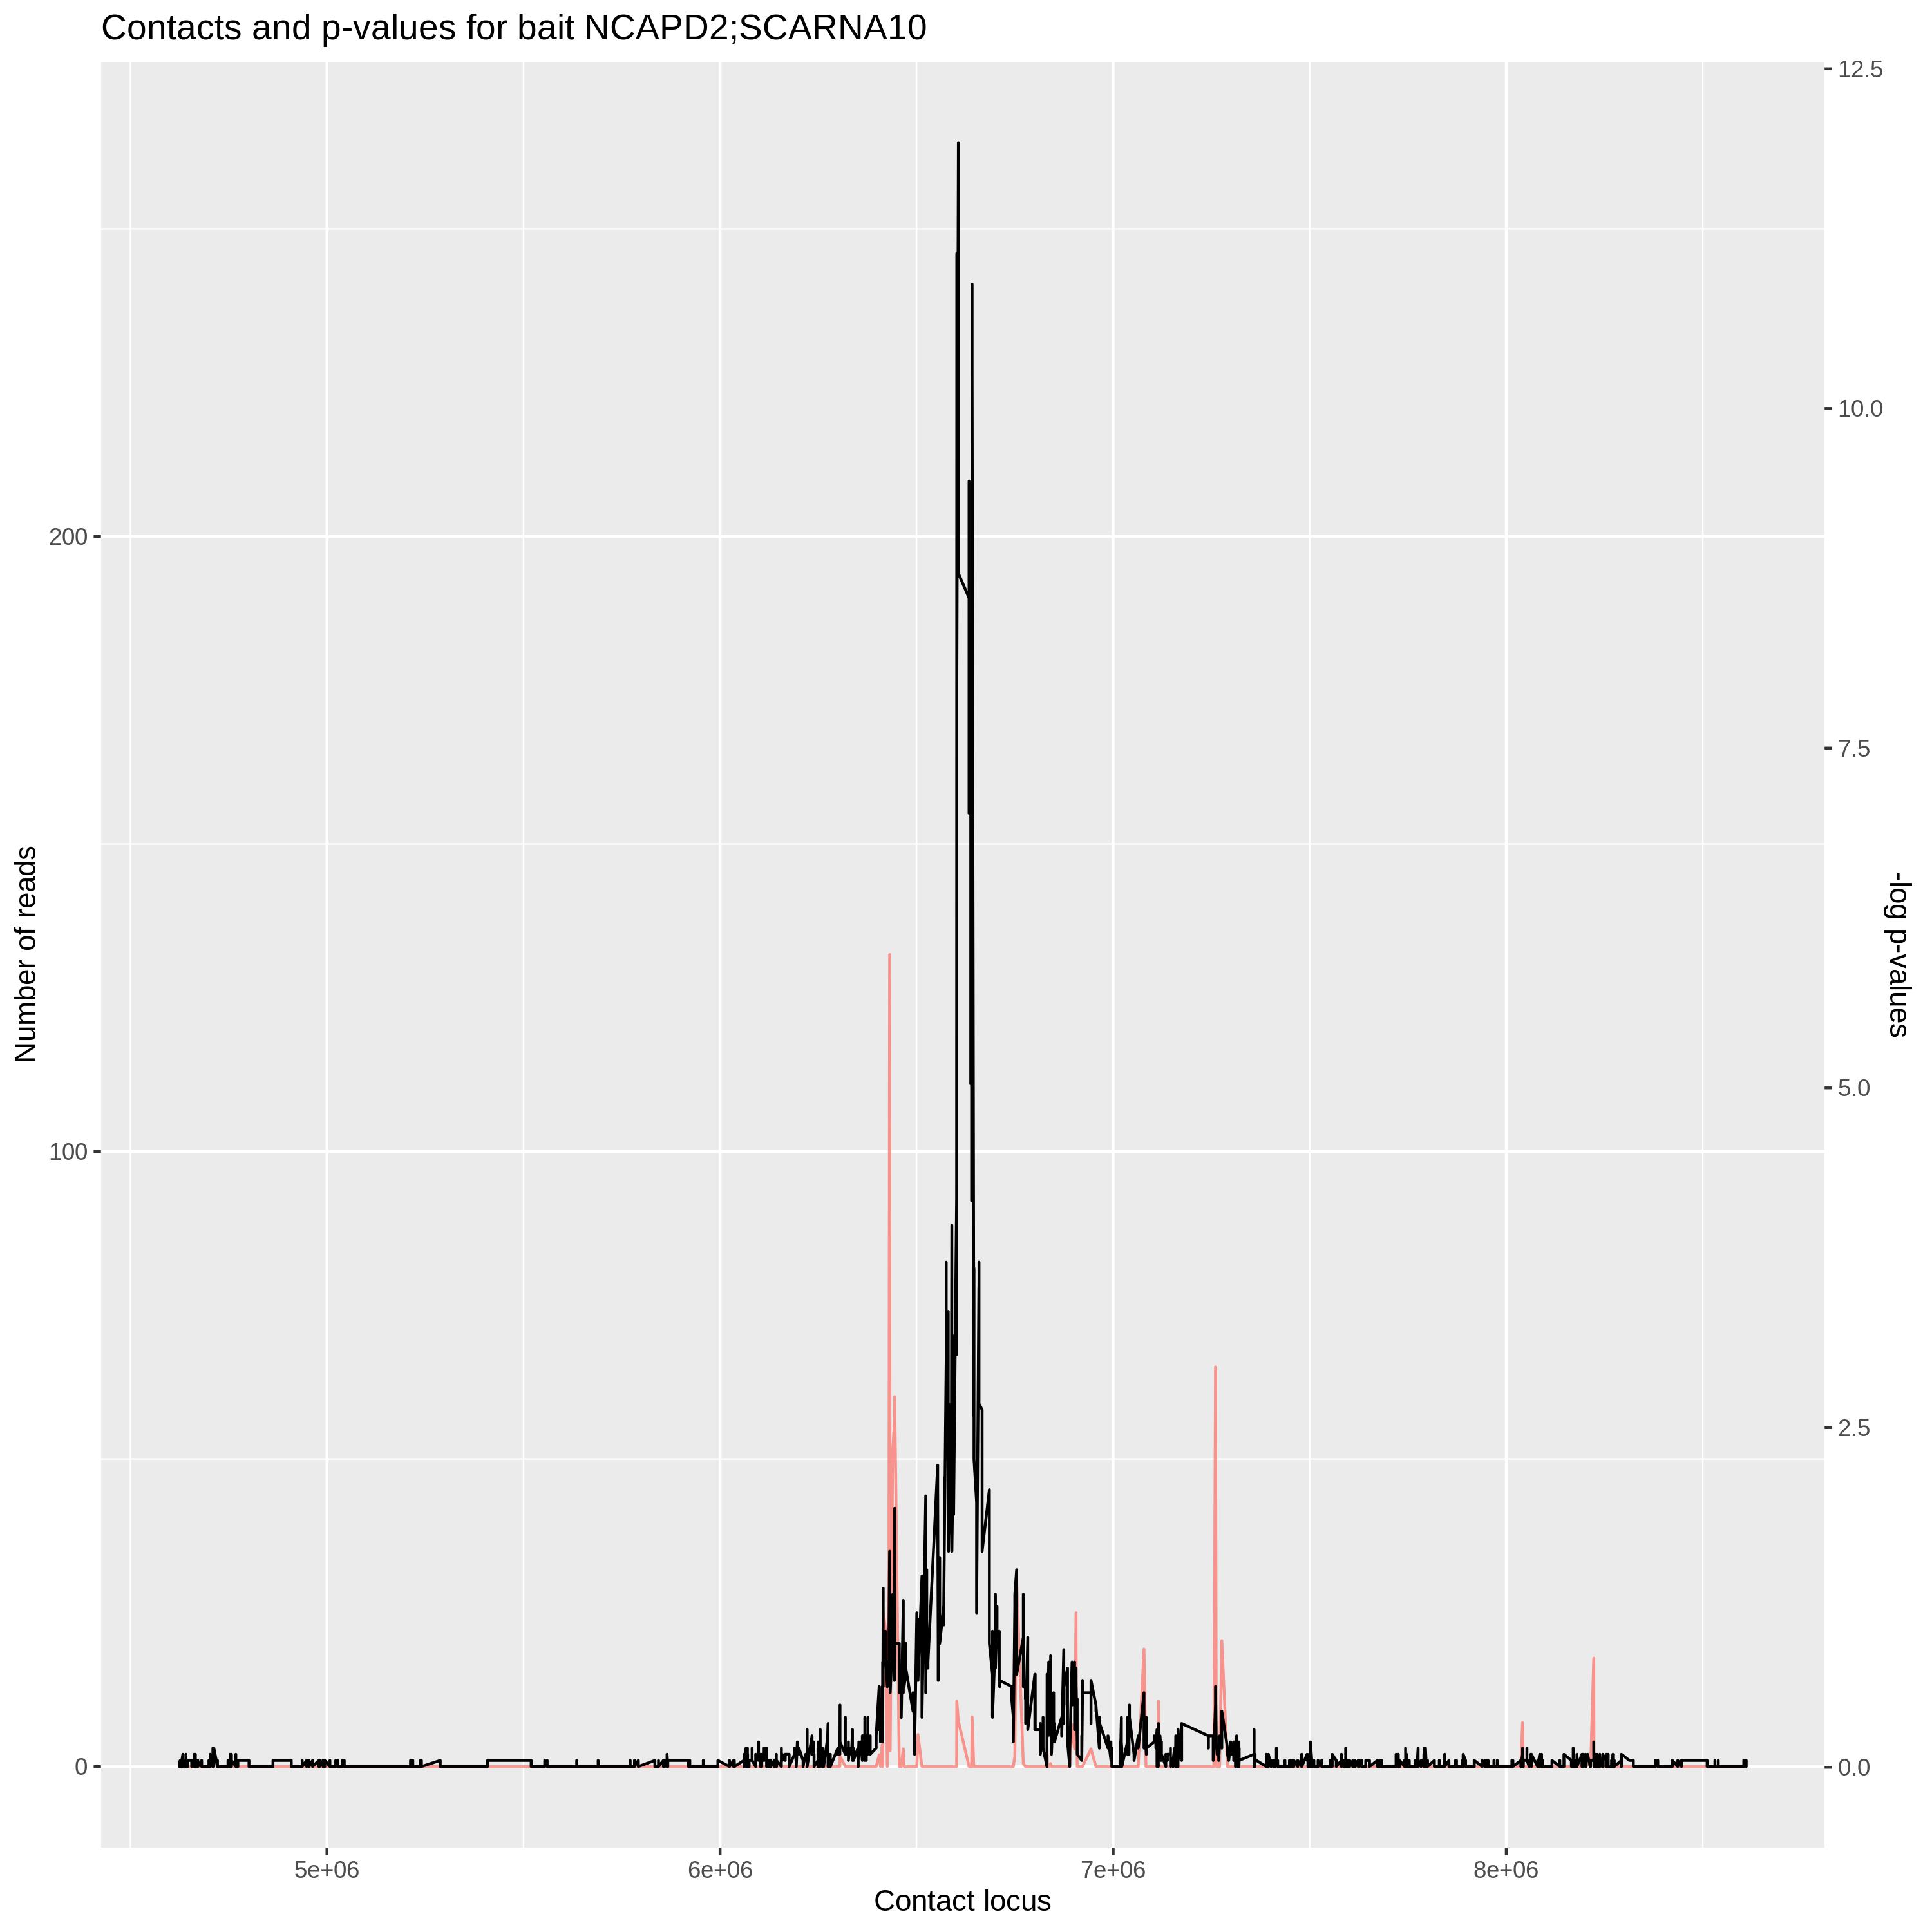 Contacts and p-values for bait NCAPD2;SCARNA10
Number of reads
200
100
0
12.5
10.0
7.5
5.0
2.5
0.0
-log p-values
5e+06
6e+06
7e+06
8e+06
Contact locus